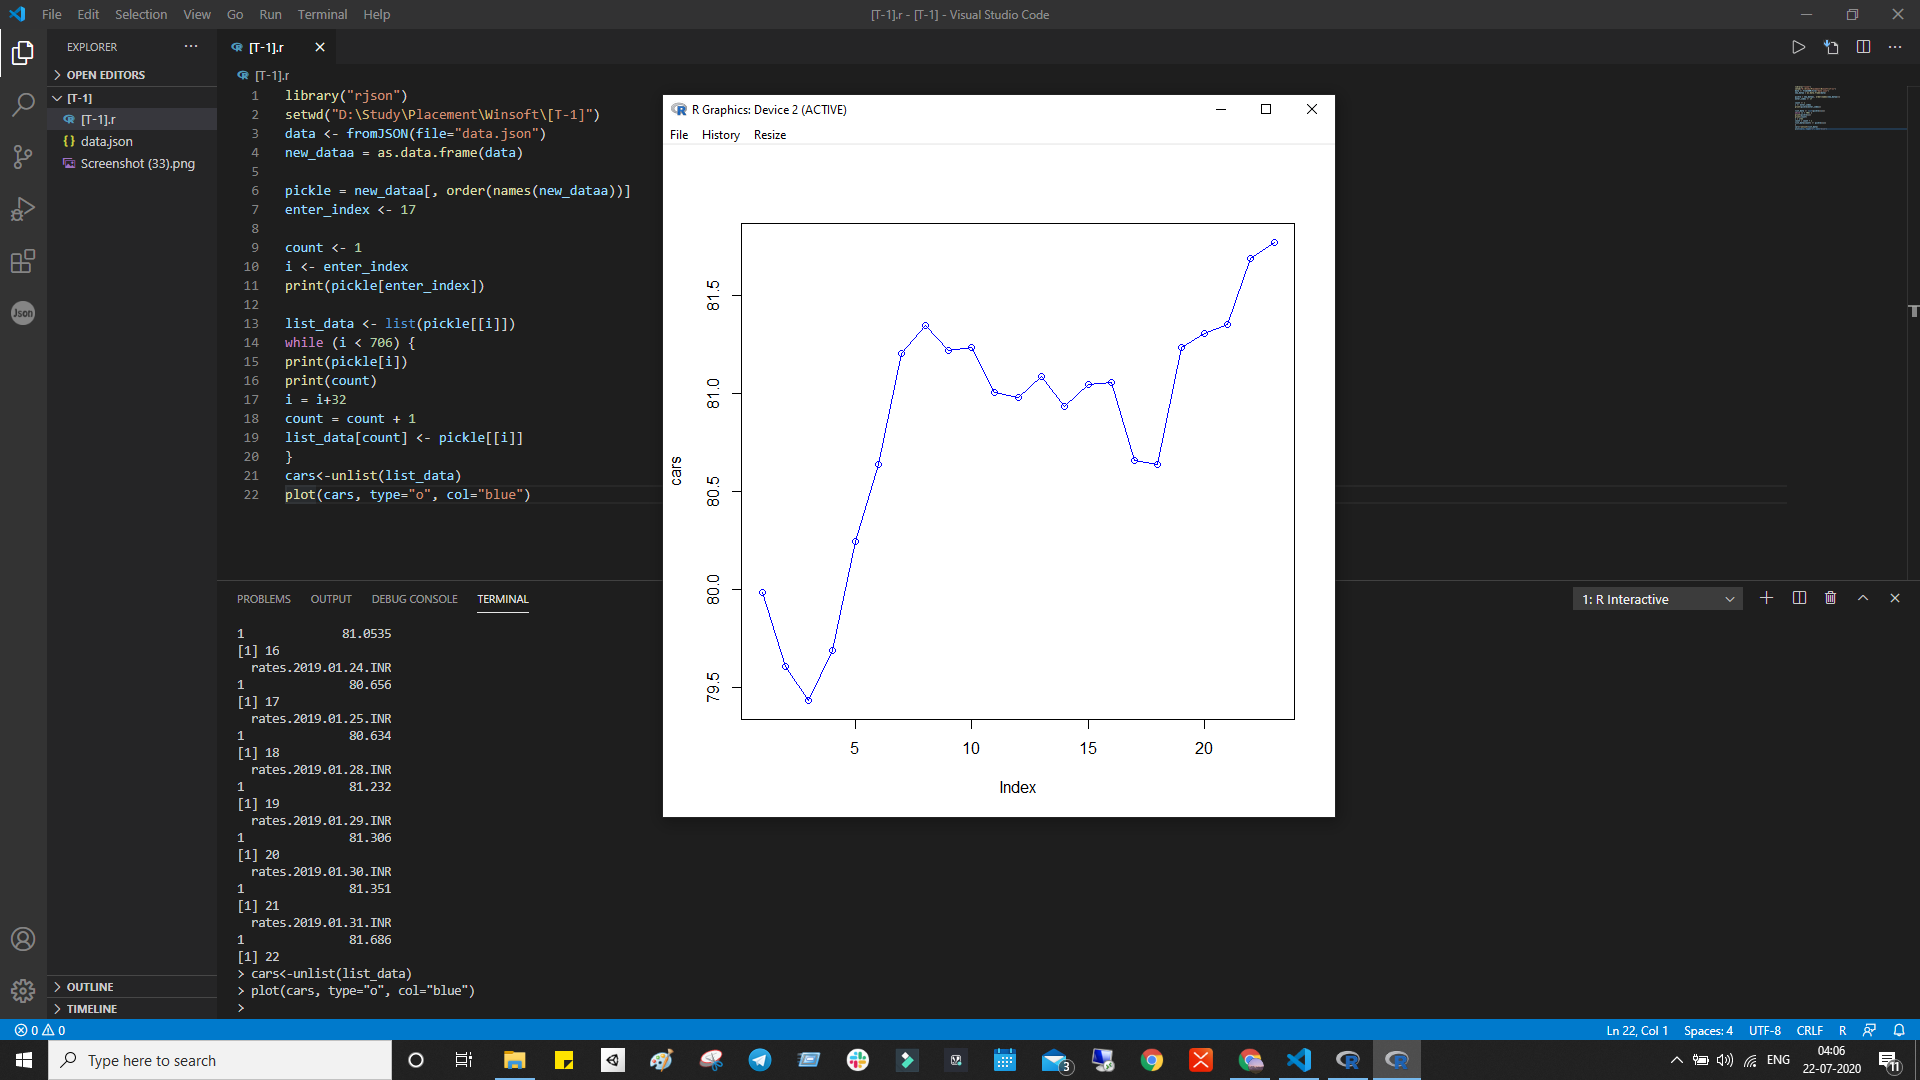 File Edit Selection View Go Run Terminal Help
[T-1].r - [T-1] - Visual Studio Code
EXPLORER
OPEN EDITORS
[T-1]
[T-1].r
data.json
Screenshot (33).png
Json
OUTLINE
TIMELINE
[T-1].r
[T-1].r
1 library("rjson")
2 setwd("D:\Study\Placement\Winsoft\[T-1]")
3 data <- fromJSON(file="data.json")
4 new_dataa = as.data.frame(data)
5
6 pickle = new_dataa[, order(names(new_dataa))]
7 enter_index <- 17
8
9 count <- 1
10 i <- enter_index
11 print(pickle[enter_index])
12
13 list_data <- list(pickle[[i]])
14 while (i < 706) {
15 print(pickle[i])
16 print(count)
17 i = i+32
18 count = count + 1
19 list_data[count] <- pickle[[i]]
20 }
21 cars<-unlist(list_data)
22 plot(cars, type="o", col="blue")
R Graphics: Device 2 (ACTIVE)
File History Resize
81.5
81.0
80.5
80.0
79.5
cars
5 10 15 20
Index
PROBLEMS OUTPUT DEBUG CONSOLE TERMINAL
1: R Interactive
1 81.0535
[1] 16
rates.2019.01.24.INR
1 80.656
[1] 17
rates.2019.01.25.INR
1 80.634
[1] 18
rates.2019.01.28.INR
1 81.232
[1] 19
rates.2019.01.29.INR
1 81.306
[1] 20
rates.2019.01.30.INR
1 81.351
[1] 21
rates.2019.01.31.INR
1 81.686
[1] 22
> cars<-unlist(list_data)
> plot(cars, type="o", col="blue")
>
0 0
Ln 22, Col 1 Spaces: 4 UTF-8 CRLF R
Type here to search
3
ENG
04:06
22-07-2020
11